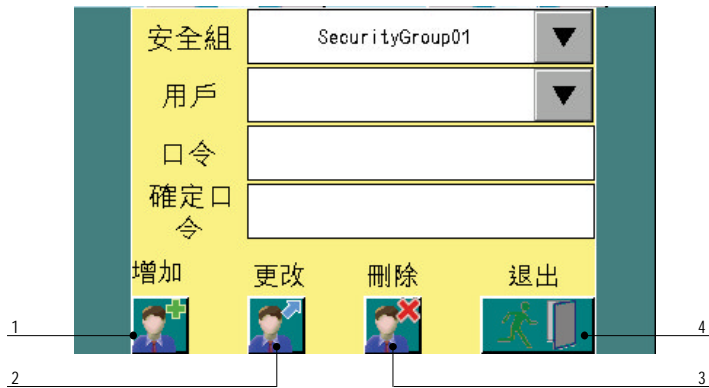 安全組 SecurityGroup01
用戶
口令
確定口
令
增加 更改 刪除 退出
1 4
2 3